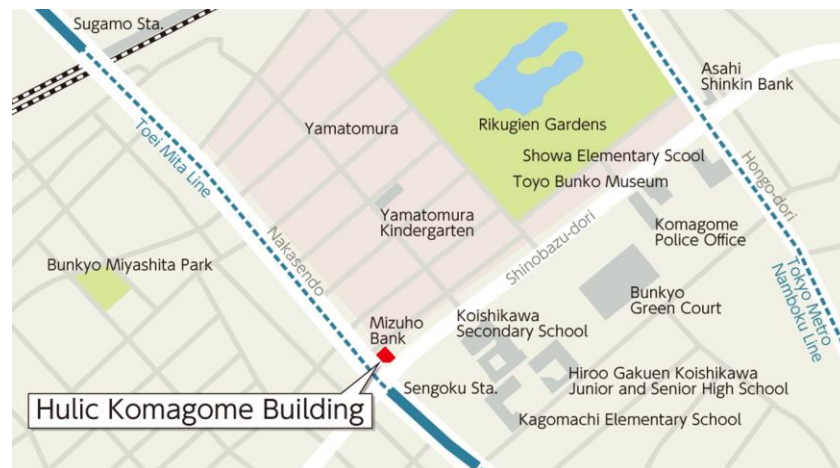 Sugamo Sta.
Asahi
Shinkin Bank
Toei Mita Line
Yamatomura
Rikugien Gardens
Showa Elementary Scool
Toyo Bunko Museum
Hongo-dori
Yamatomura
Kindergarten
Komagome
Police Office
Nakasendo
Shinobazu-dori
Bunkyo Miyashita Park
Tokyo Metro
Namboku Line
Bunkyo
Green Court
Mizuho
Bank
Koishikawa
Secondary School
Hulic Komagome Building
Sengoku Sta.
Hiroo Gakuen Koishikawa
Junior and Senior High School
Kagomachi Elementary School